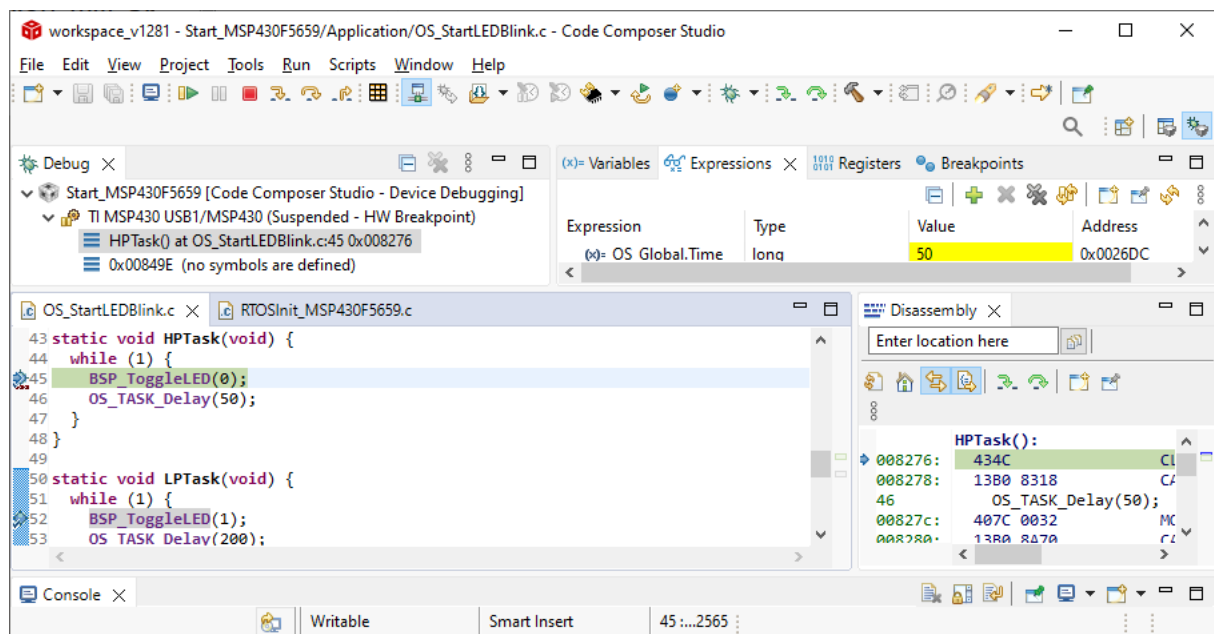 workspace_v1281 - Start_MSP430F5659/Application/OS_StartLEDBlink.c - Code Composer Studio
File Edit View Project Tools Run Scripts Window Help
Debug
Start_MSP430F5659 [Code Composer Studio - Device Debugging]
TI MSP430 USB1/MSP430 (Suspended - HW Breakpoint)
HPTask() at OS_StartLEDBlink.c:45 0x008276
0x00849E (no symbols are defined)
(x)= Variables Expressions 1010 0101 Registers Breakpoints
Expression Type Value Address
(x)= OS_Global.Time long 50 0x0026DC
OS_StartLEDBlink.c RTOSInit_MSP430F5659.c
43 static void HPTask(void) {
44 while (1) {
45 BSP_ToggleLED(0);
46 OS_TASK_Delay(50);
47 }
48 }
49
50 static void LPTask(void) {
51 while (1) {
52 BSP_ToggleLED(1);
53 OS_TASK_Delay(200);
Disassembly
Enter location here
HPTask():
008276: 434C
008278: 13B0 8318
46 OS_TASK_Delay(50);
00827c: 407C 0032
008280: 13B0 8A70
Console
Writable Smart Insert 45 :...2565